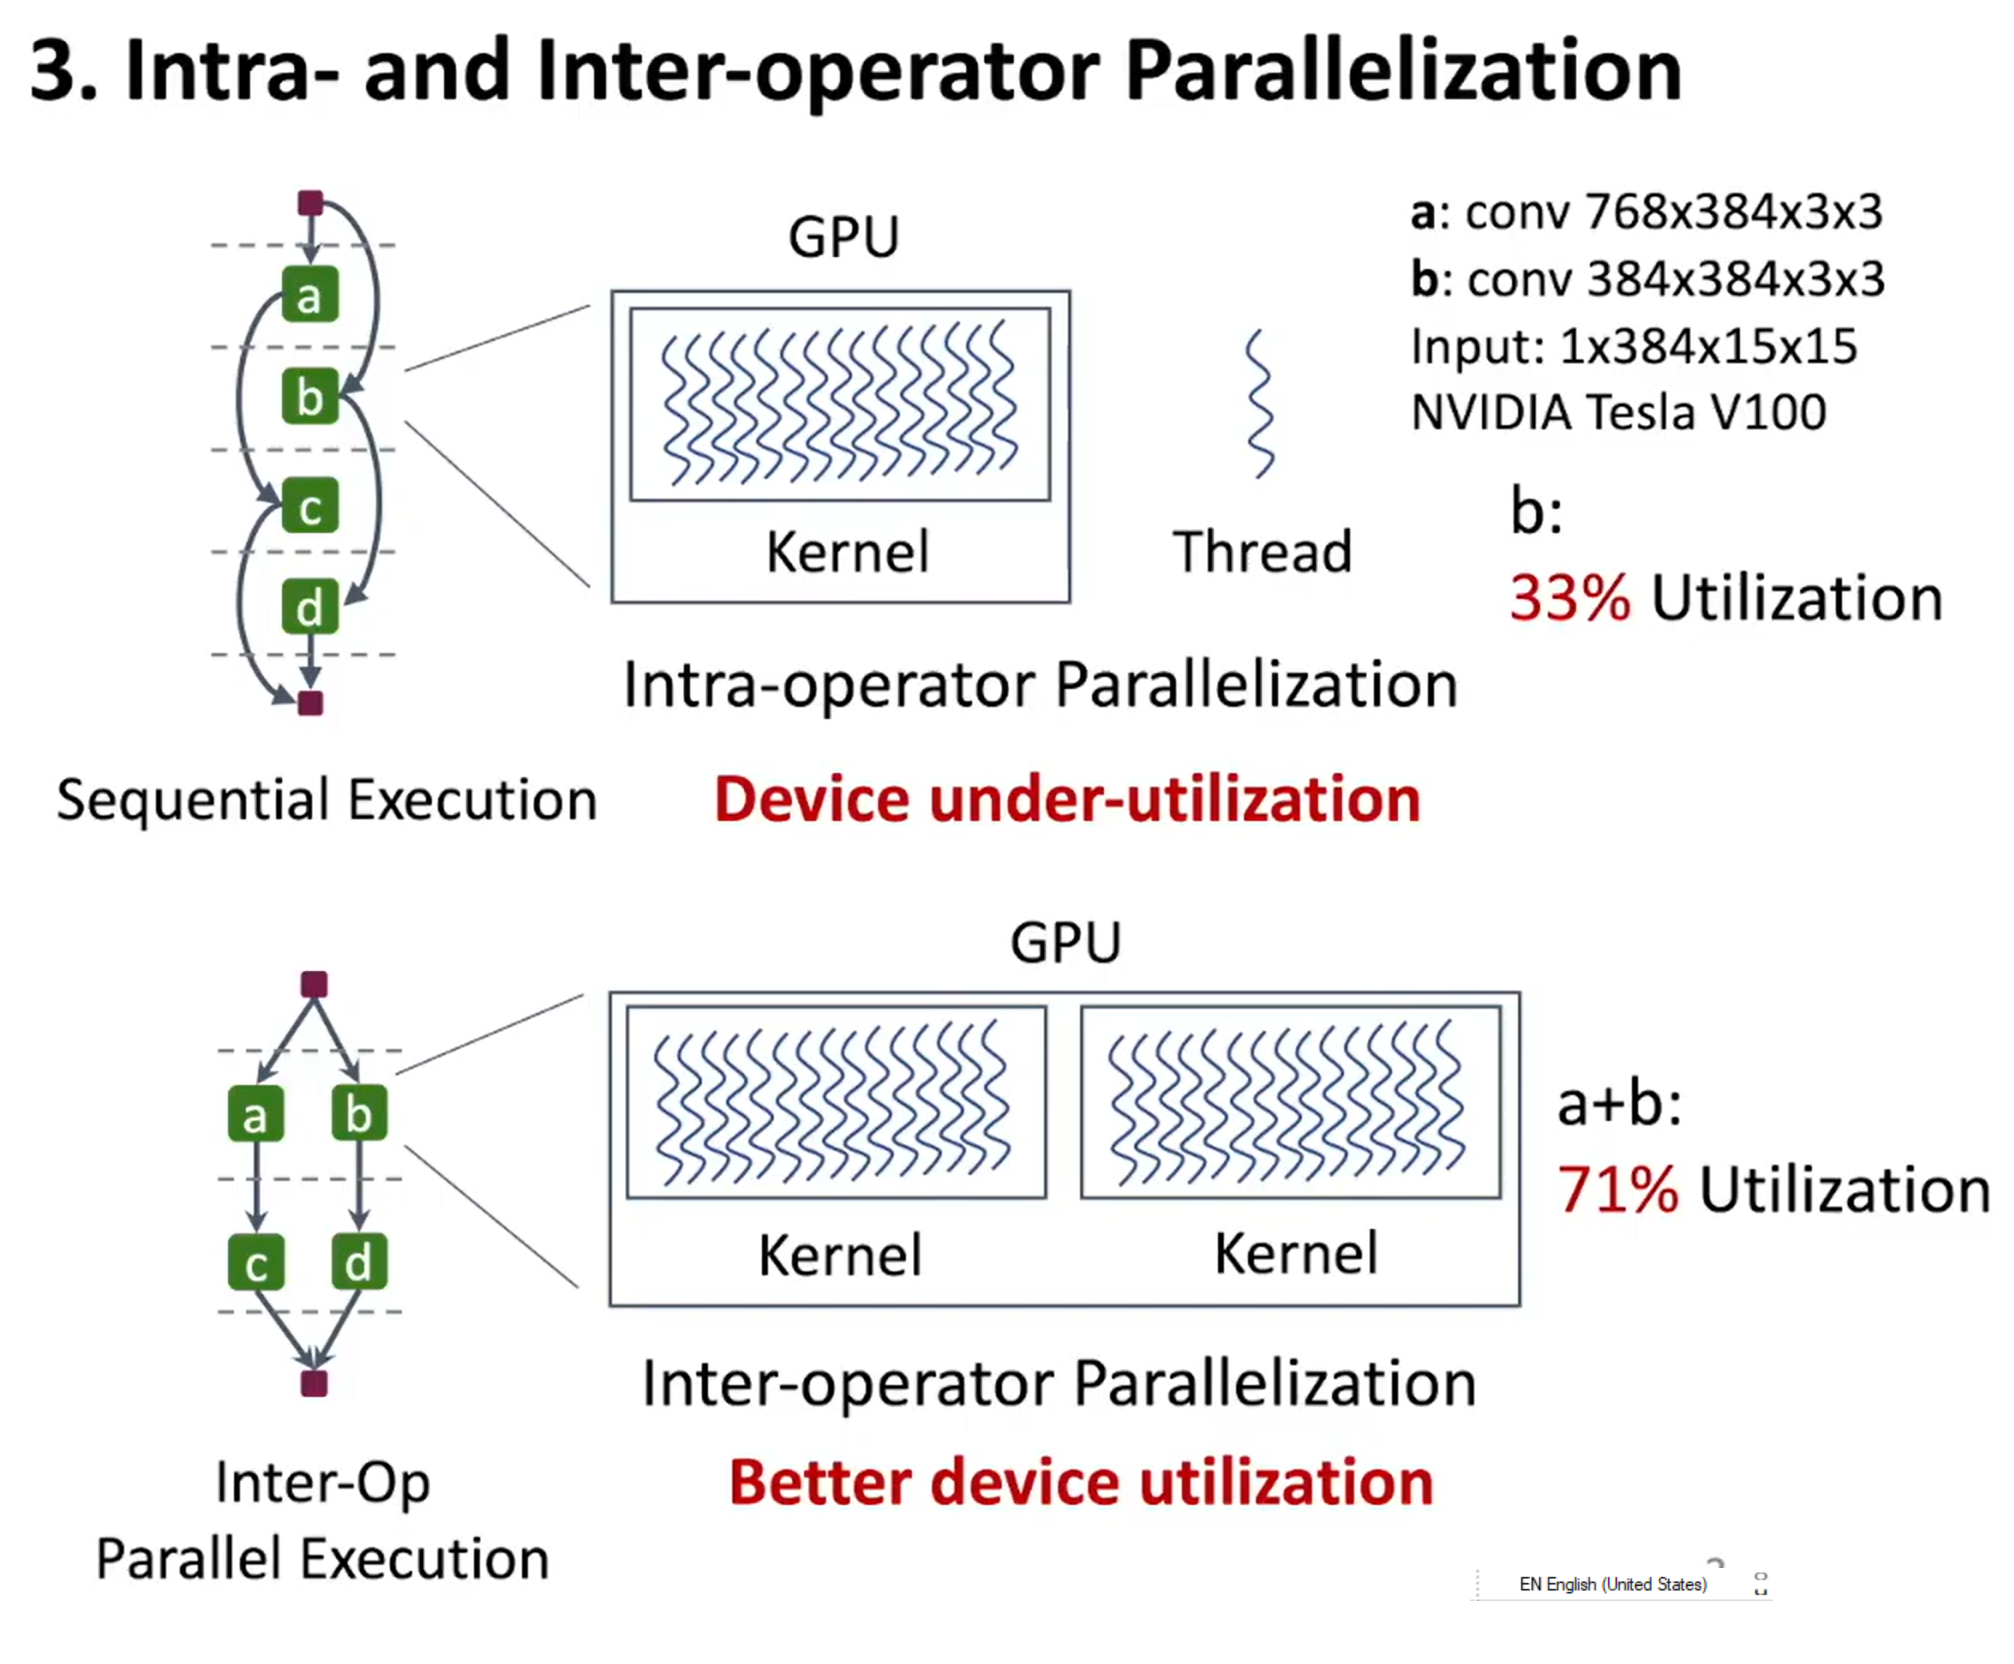 3. Intra- and Inter-operator Parallelization
a
b
c
d
Sequential Execution
GPU
Kernel
Thread
Intra-operator Parallelization
Device under-utilization
a: conv 768x384x3x3
b: conv 384x384x3x3
Input: 1x384x15x15
NVIDIA Tesla V100
b:
33% Utilization
a b
c d
Inter-Op
Parallel Execution
GPU
Kernel Kernel
Inter-operator Parallelization
Better device utilization
a+b:
71% Utilization
EN English (United States)